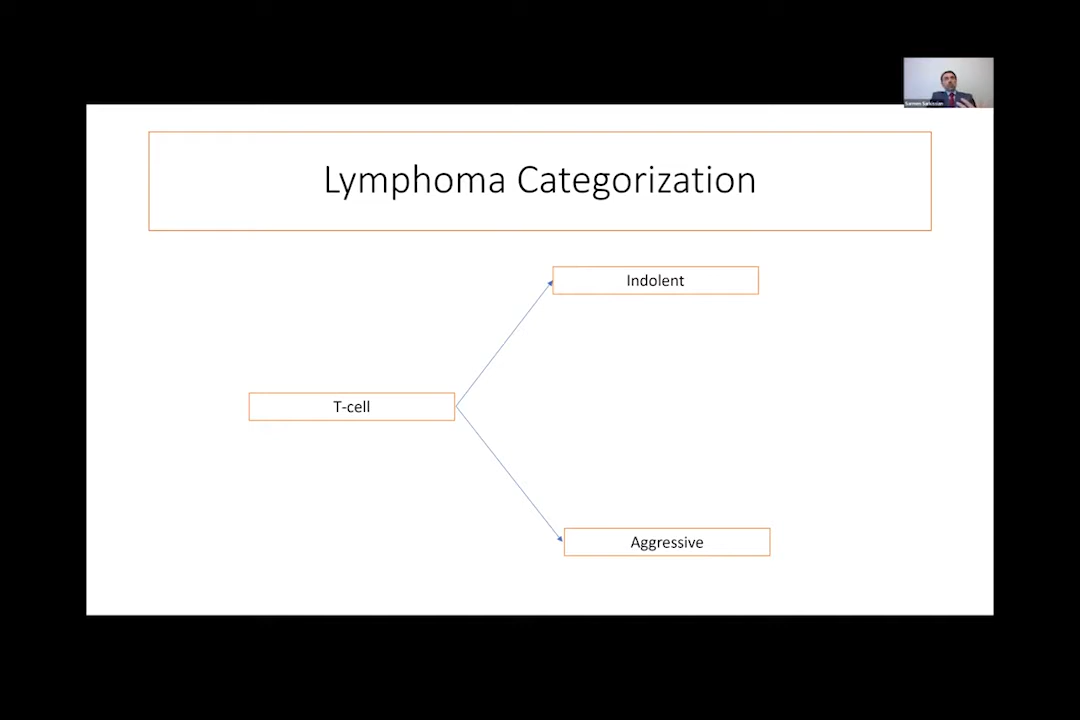 Lymphoma Categorization
Indolent
T-cell
Aggressive